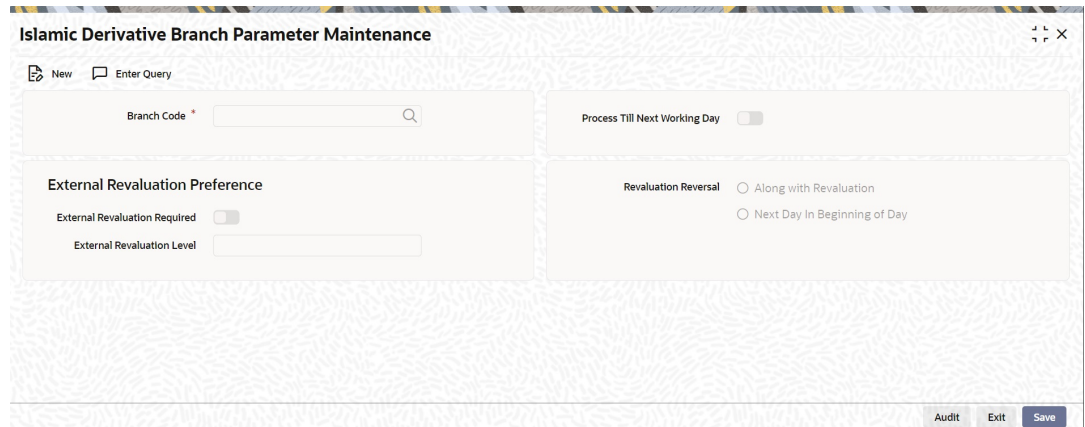 Islamic Derivative Branch Parameter Maintenance
New Enter Query
Branch Code *
Process Till Next Working Day
External Revaluation Preference
External Revaluation Required
External Revaluation Level
Revaluation Reversal Along with Revaluation
Next Day In Beginning of Day
Audit Exit Save